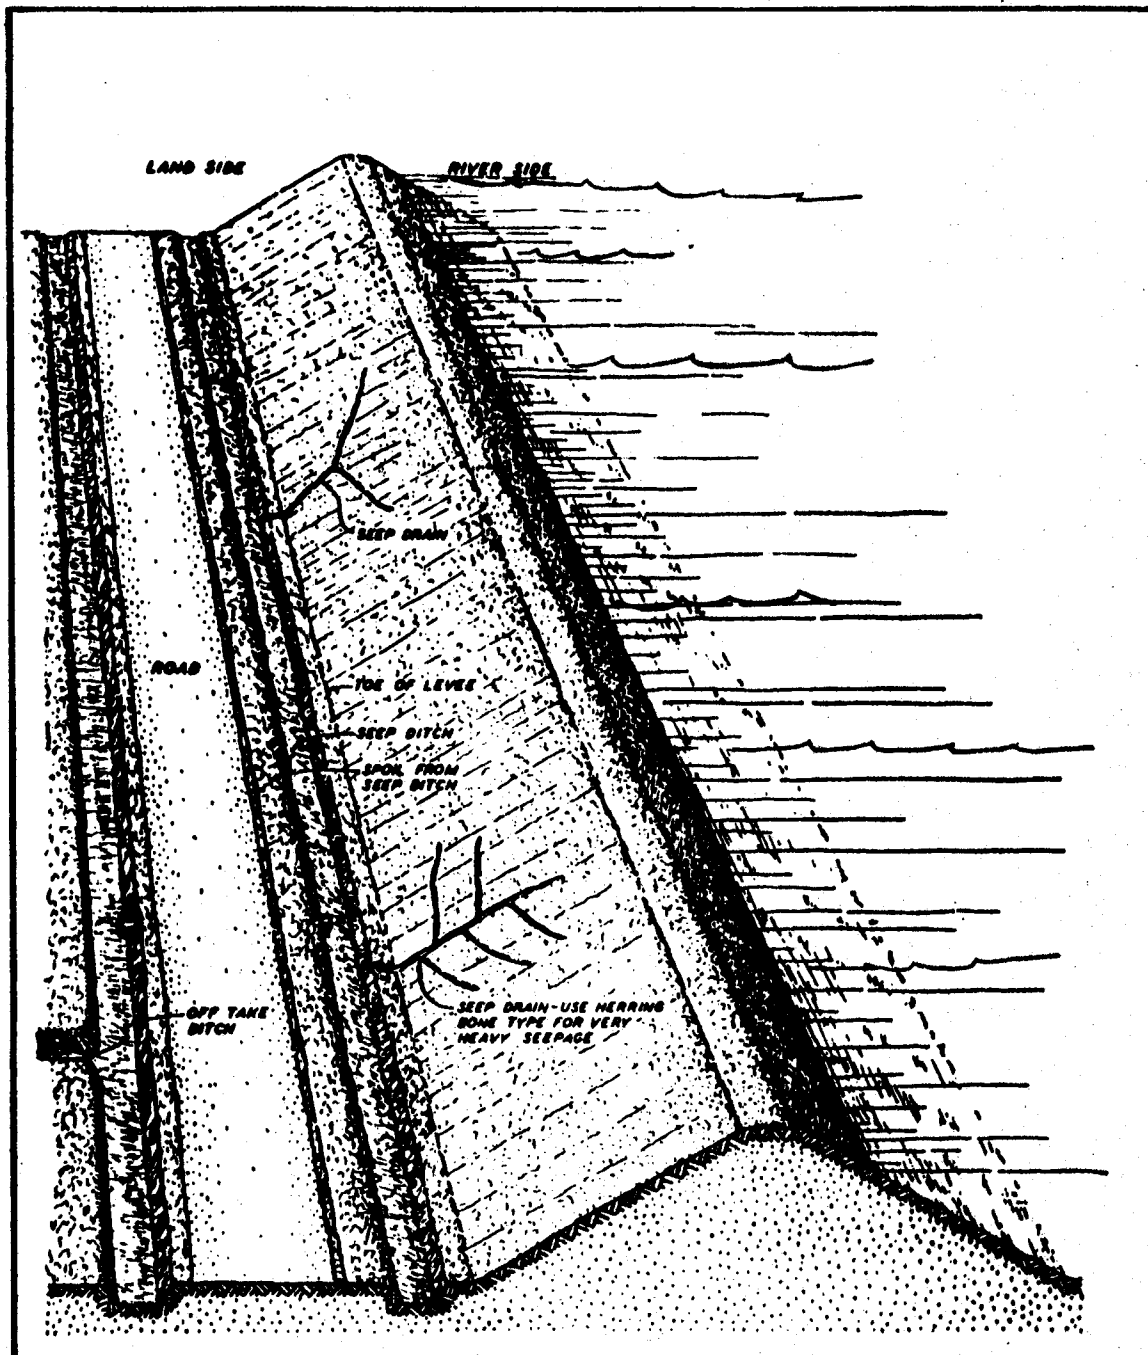 LAND SIDE
RIVER SIDE
SEEP DRAIN
ROAD
TOE OF LEVEE
SEEP DITCH
SPOIL FROM
SEEP DITCH
OFF TAKE
DITCH
SEEP DRAIN-USE HERRING
BONE TYPE FOR VERY
HEAVY SEEPAGE